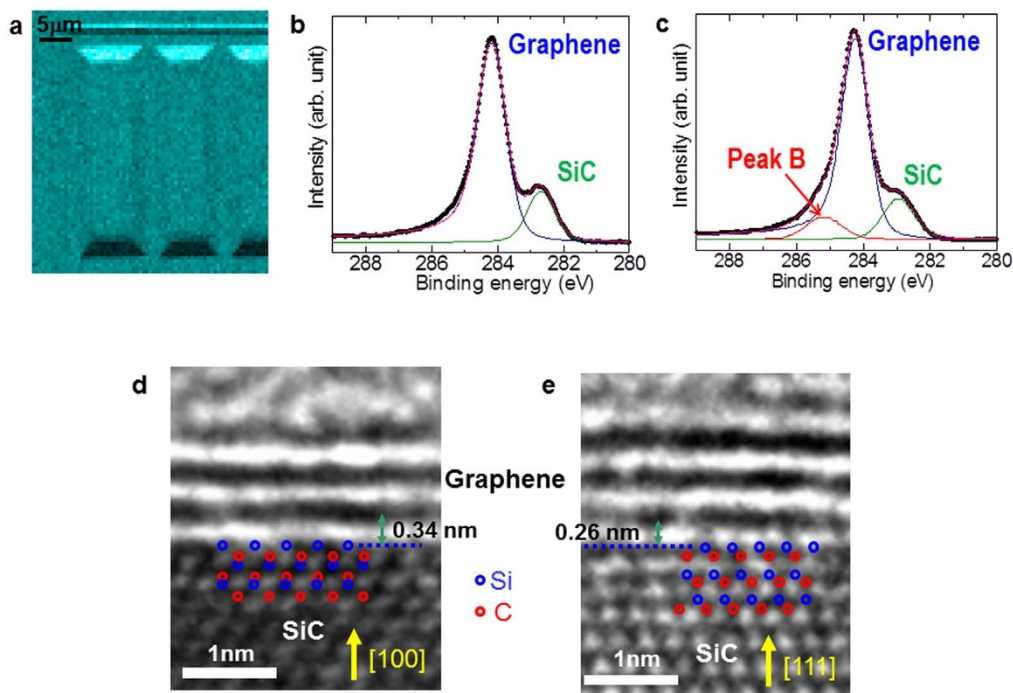 a
5μm
b
Intensity (arb. unit)
Graphene
SiC
288 286 284 282 280
Binding energy (eV)
c
Intensity (arb. unit)
Graphene
Peak B
SiC
288 286 284 282 280
Binding energy (eV)
d
Graphene
0.34 nm
Si
C
SiC
1nm
[100]
e
0.26 nm
SiC
1nm
[111]